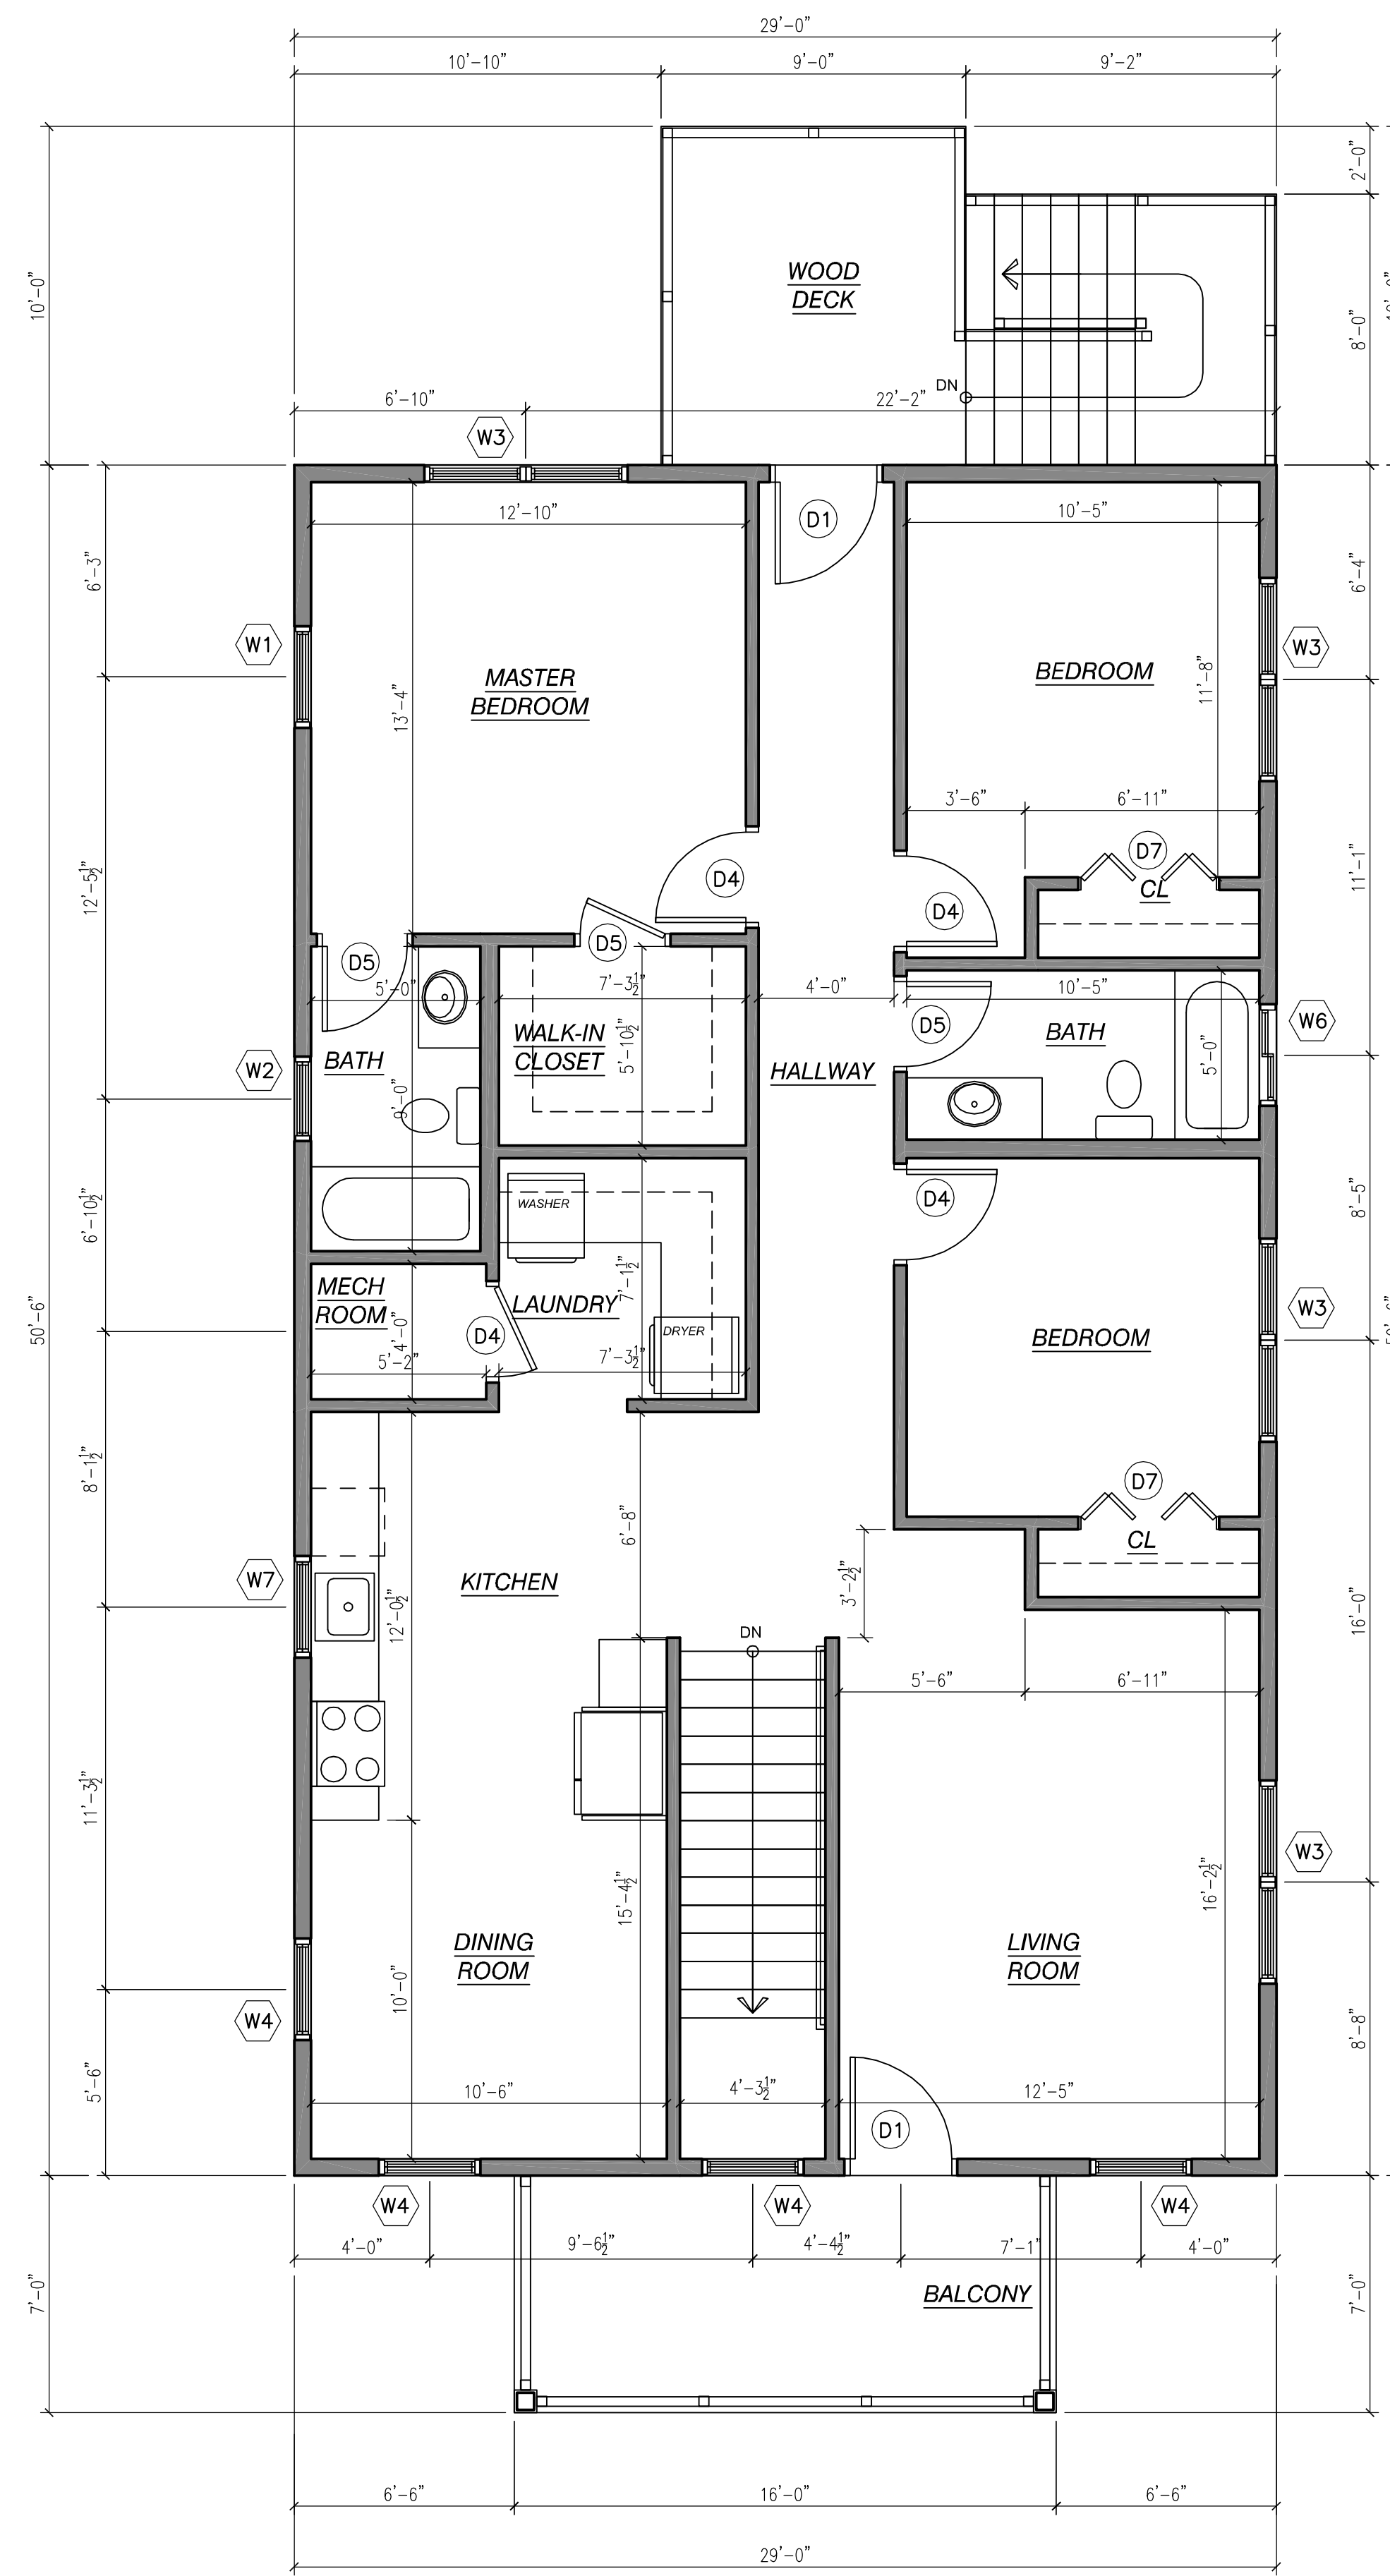 29'-0"
10'-10"
9'-0"
9'-2"
2'-0"
10'-0"
8'-0"
WOOD
DECK
DN
6'-10"
22'-2"
W3
D1
12'-10"
10'-5"
6'-3"
6'-4"
W1
W3
MASTER
BEDROOM
BEDROOM
13'-4"
11'-8"
3'-6"
6'-11"
D7
CL
D4
D4
12'-5½"
11'-1"
D5
D5
5'-0"
7'-3½"
4'-0"
10'-5"
D5
W6
WALK-IN
CLOSET
5'-10½"
BATH
BATH
5'-0"
W2
HALLWAY
9'-0"
6'-10½"
8'-5"
WASHER
D4
7'-1½"
MECH
ROOM
LAUNDRY
W3
4'-0"
D4
DRYER
5'-2"
7'-3½"
BEDROOM
50'-6"
8'-1½"
D7
CL
6'-8"
3'-2½"
W7
KITCHEN
12'-0½"
16'-0"
DN
5'-6"
6'-11"
11'-3½"
W3
15'-4½"
16'-2½"
DINING
ROOM
LIVING
ROOM
10'-0"
W4
8'-8"
5'-6"
10'-6"
4'-3½"
12'-5"
D1
W4
W4
W4
4'-0"
9'-6½"
4'-4½"
7'-1"
4'-0"
7'-0"
BALCONY
7'-0"
6'-6"
16'-0"
6'-6"
29'-0"